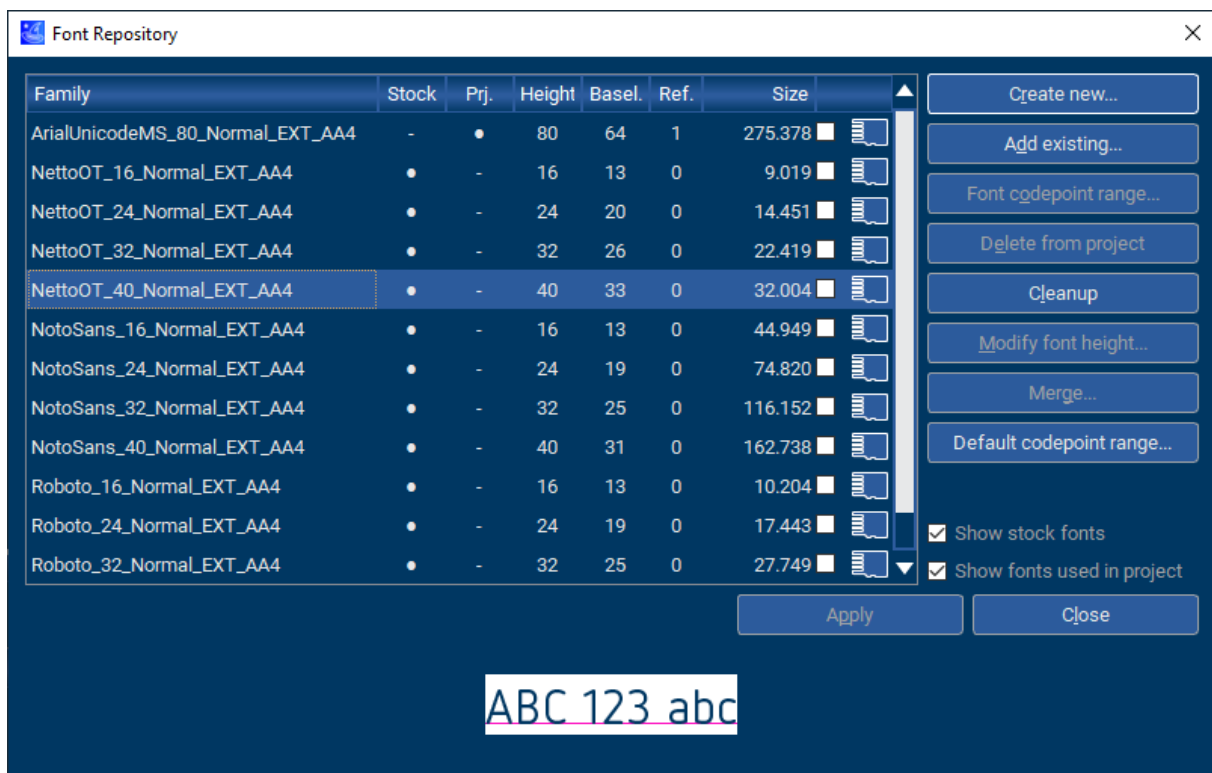 Font Repository
Family Stock Prj. Height Basel. Ref. Size
ArialUnicodeMS_80_Normal_EXT_AA4 - ● 80 64 1 275.378
NettoOT_16_Normal_EXT_AA4 ● - 16 13 0 9.019
NettoOT_24_Normal_EXT_AA4 ● - 24 20 0 14.451
NettoOT_32_Normal_EXT_AA4 ● - 32 26 0 22.419
NettoOT_40_Normal_EXT_AA4 ● - 40 33 0 32.004
NotoSans_16_Normal_EXT_AA4 ● - 16 13 0 44.949
NotoSans_24_Normal_EXT_AA4 ● - 24 19 0 74.820
NotoSans_32_Normal_EXT_AA4 ● - 32 25 0 116.152
NotoSans_40_Normal_EXT_AA4 ● - 40 31 0 162.738
Roboto_16_Normal_EXT_AA4 ● - 16 13 0 10.204
Roboto_24_Normal_EXT_AA4 ● - 24 19 0 17.443
Roboto_32_Normal_EXT_AA4 ● - 32 25 0 27.749
Create new...
Add existing...
Font codepoint range...
Delete from project
Cleanup
Modify font height...
Merge...
Default codepoint range...
Show stock fonts
Show fonts used in project
Apply Close
ABC 123 abc